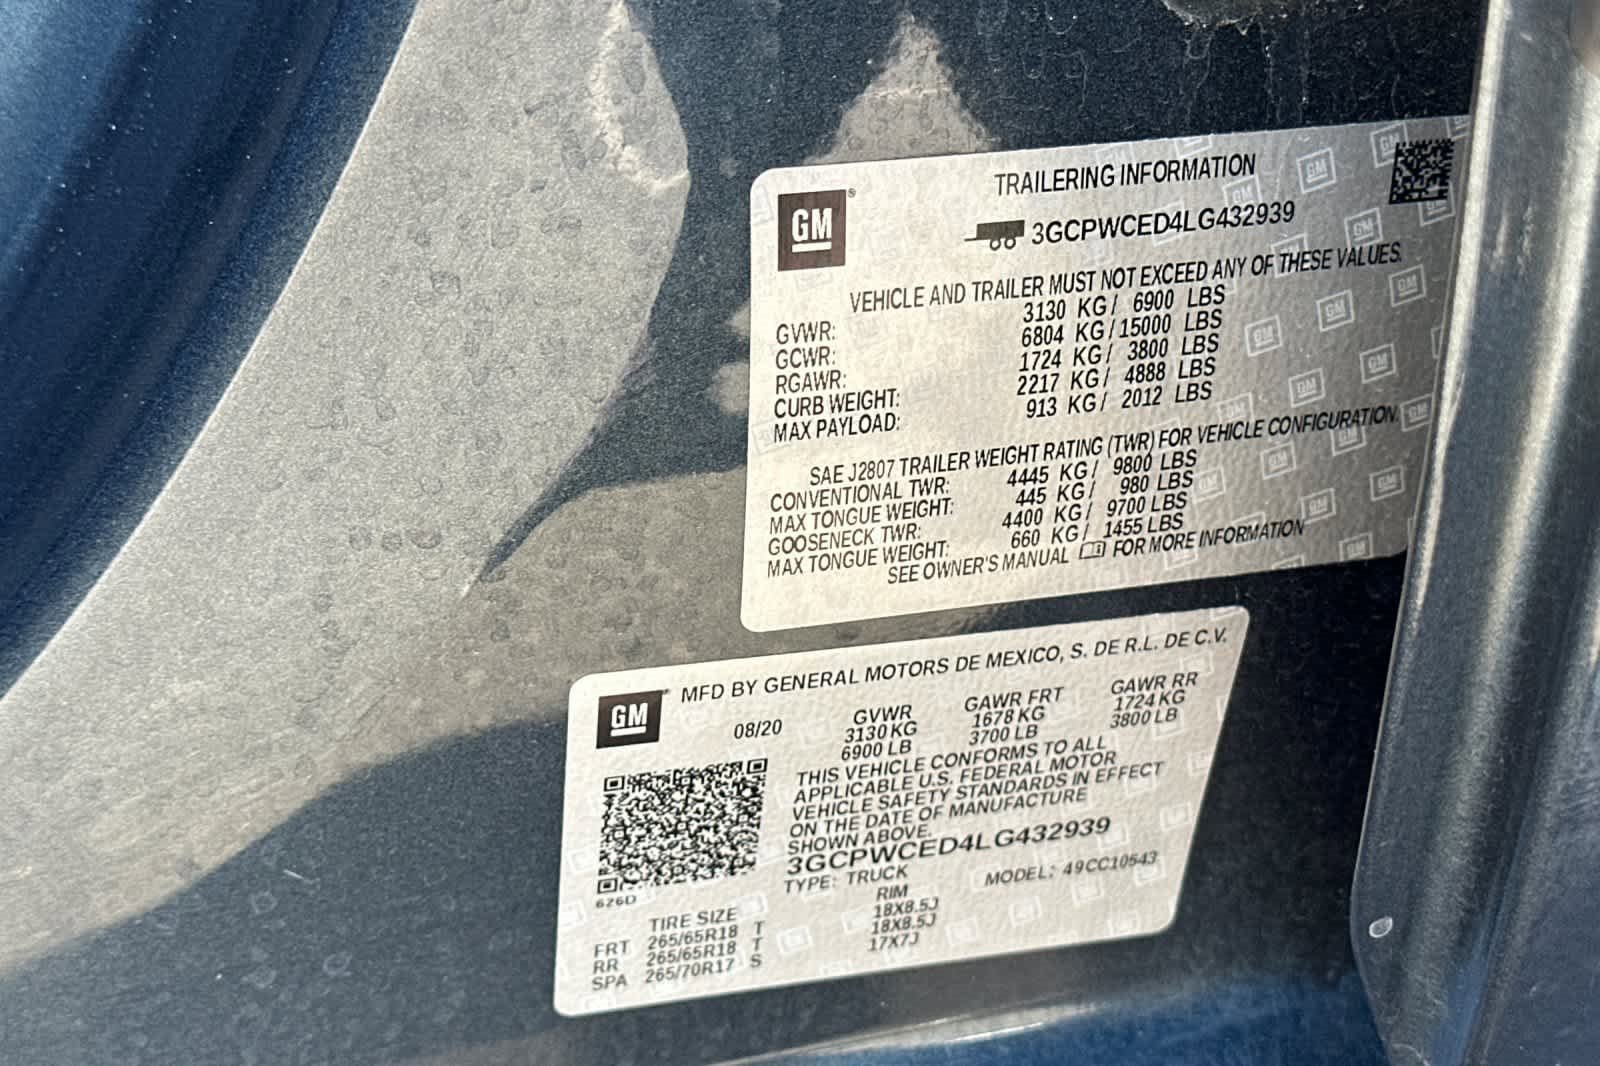 GM
TRAILERING INFORMATION
3GCPWCED4LG432939
VEHICLE AND TRAILER MUST NOT EXCEED ANY OF THESE VALUES.
GVWR: 3130 KG/ 6900 LBS
GCWR: 6804 KG/15000 LBS
RGAWR: 1724 KG/ 3800 LBS
CURB WEIGHT: 2217 KG/ 4888 LBS
MAX PAYLOAD: 913 KG/ 2012 LBS
SAE J2807 TRAILER WEIGHT RATING (TWR) FOR VEHICLE CONFIGURATION.
CONVENTIONAL TWR: 4445 KG/ 9800 LBS
MAX TONGUE WEIGHT: 445 KG/ 980 LBS
GOOSENECK TWR: 4400 KG/ 9700 LBS
MAX TONGUE WEIGHT: 660 KG/ 1455 LBS
SEE OWNER'S MANUAL FOR MORE INFORMATION
GM
MFD BY GENERAL MOTORS DE MEXICO, S. DE R.L. DE C.V.
08/20 GVWR GAWR FRT GAWR RR
3130 KG 1678 KG 1724 KG
6900 LB 3700 LB 3800 LB
THIS VEHICLE CONFORMS TO ALL
APPLICABLE U.S. FEDERAL MOTOR
VEHICLE SAFETY STANDARDS IN EFFECT
ON THE DATE OF MANUFACTURE
SHOWN ABOVE.
3GCPWCED4LG432939
TYPE: TRUCK MODEL: 49CC10543
626D
TIRE SIZE RIM
FRT 265/65R18 T 18X8.5J
RR 265/65R18 T 18X8.5J
SPA 265/70R17 S 17X7J